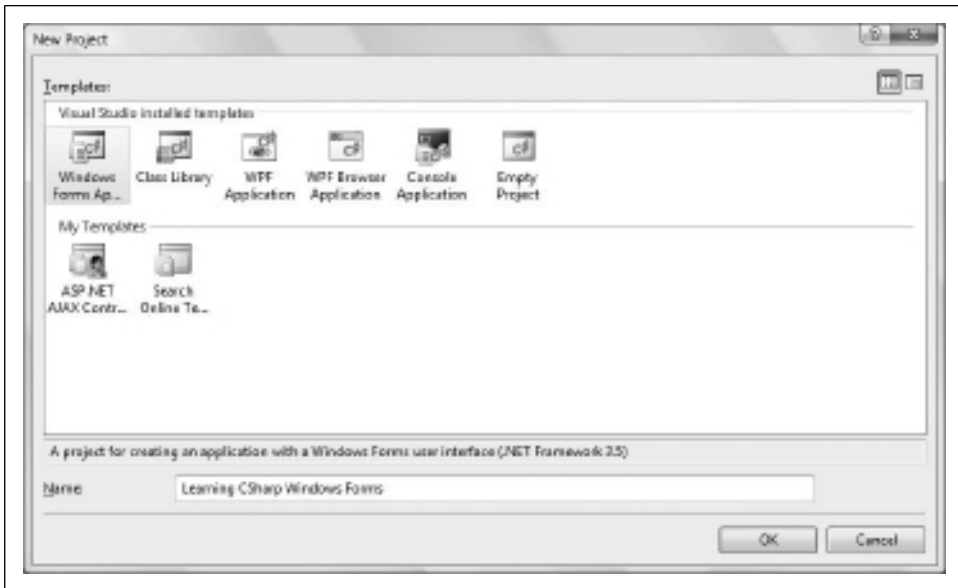 New Project
Templates:
Visual Studio installed templates
Windows Forms Ap...
Class Library
WPF Application
WPF Browser Application
Console Application
Empty Project
My Templates
ASP.NET AJAX Contr...
Search Online Te...
A project for creating an application with a Windows Forms user interface (.NET Framework 3.5)
Name:
Learning CSharp Windows Forms
OK
Cancel